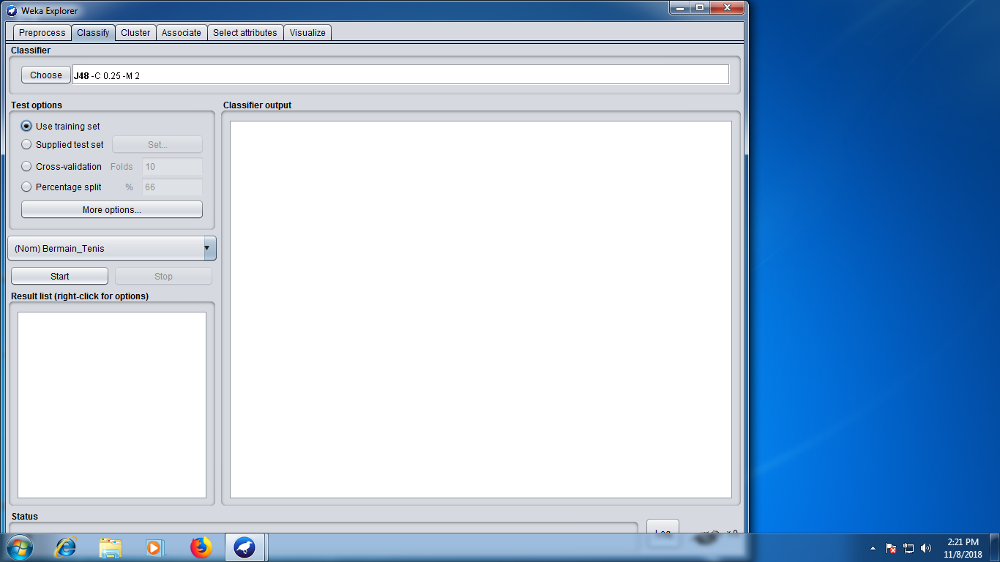 Weka Explorer
Preprocess Classify Cluster Associate Select attributes Visualize
Classifier
Choose J48 -C 0.25 -M 2
Test options
Use training set
Supplied test set Set...
Cross-validation Folds 10
Percentage split % 66
More options...
(Nom) Bermain_Tenis
Start Stop
Result list (right-click for options)
Classifier output
Status
Log x 0
2:21 PM
11/8/2018